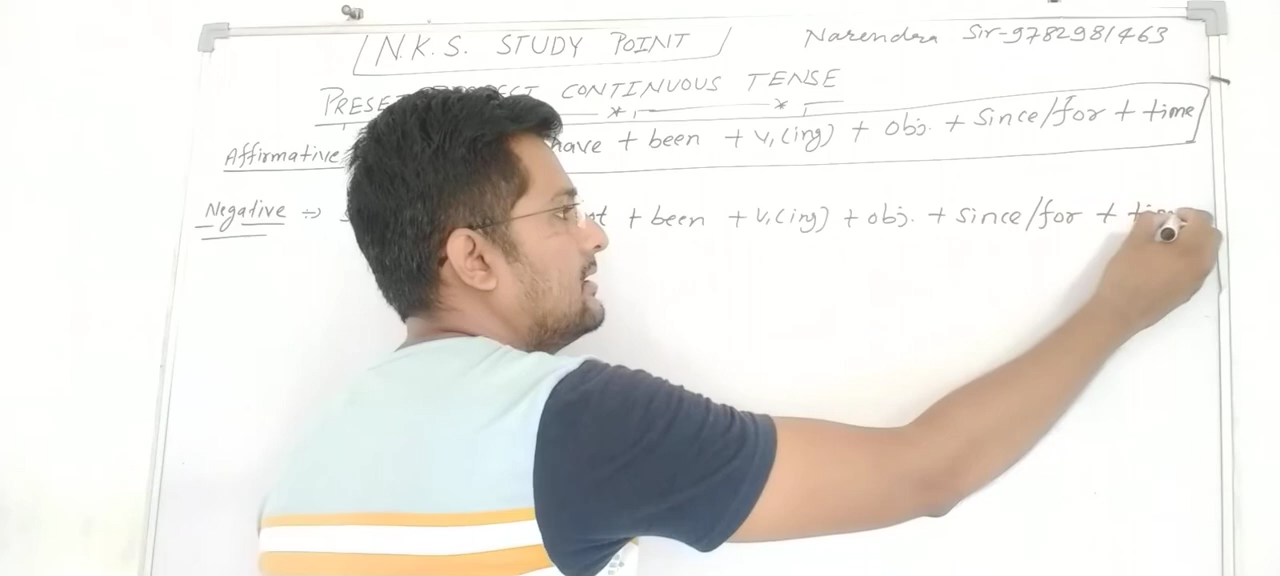 N.K.S. STUDY POINT Narendra Sir-9782981463
CONTINUOUS TENSE
Affirmative have + been + V₁(ing) + obj. + Since/for + time
Negative ÷) + been + V₁(ing) + obj. + since/for +